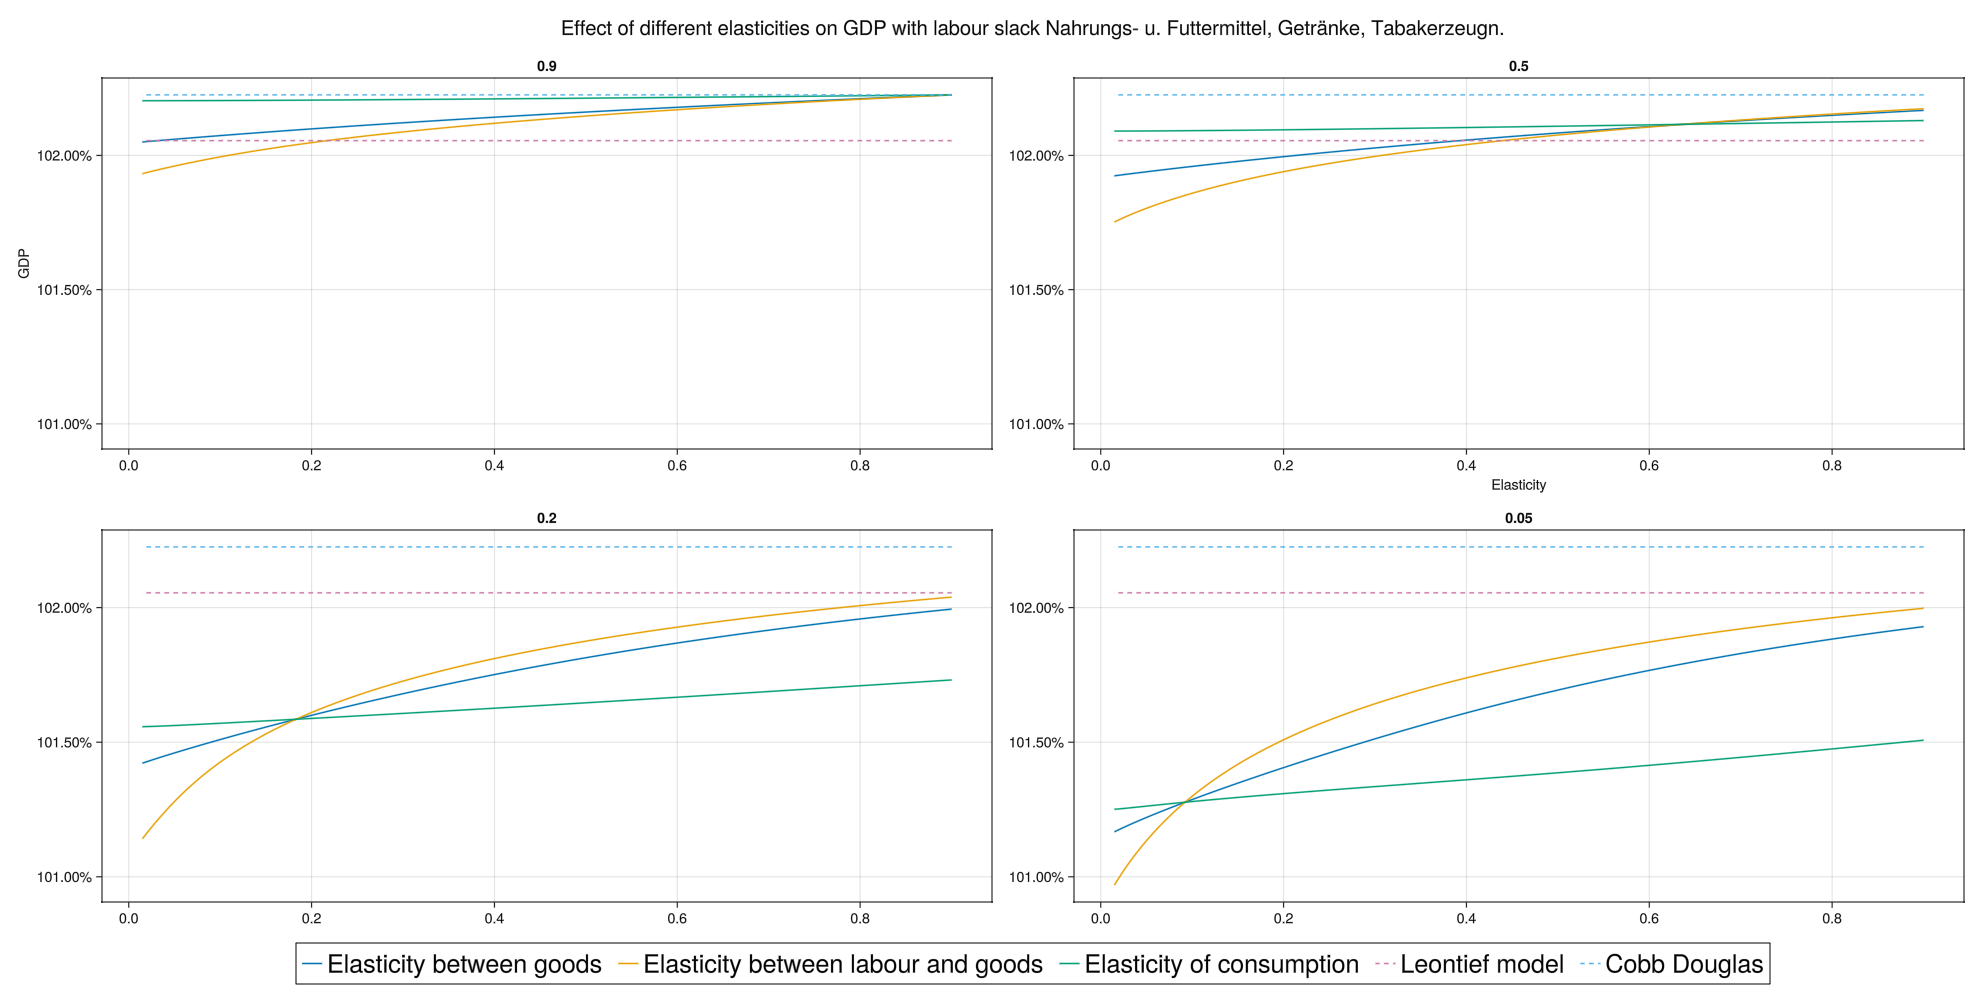 Effect of different elasticities on GDP with labour slack Nahrungs- u. Futtermittel, Getränke, Tabakerzeugn.
0.9
GDP
102.00%
101.50%
101.00%
0.0 0.2 0.4 0.6 0.8
0.5
102.00%
101.50%
101.00%
0.0 0.2 0.4 0.6 0.8
Elasticity
0.2
102.00%
101.50%
101.00%
0.0 0.2 0.4 0.6 0.8
0.05
102.00%
101.50%
101.00%
0.0 0.2 0.4 0.6 0.8
Elasticity between goods Elasticity between labour and goods Elasticity of consumption Leontief model Cobb Douglas